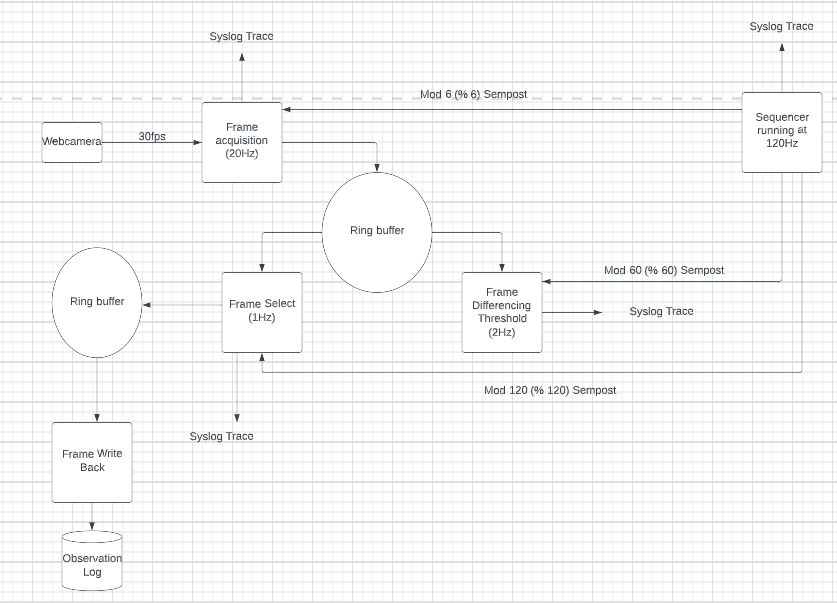 Syslog Trace
Syslog Trace
Mod 6 (% 6) Sempost
Webcamera
30fps
Frame
acquisition
(20Hz)
Sequencer
running at
120Hz
Ring buffer
Mod 60 (% 60) Sempost
Ring buffer
Frame Select
(1Hz)
Frame
Differencing
Threshold
(2Hz)
Syslog Trace
Mod 120 (% 120) Sempost
Syslog Trace
Frame Write
Back
Observation
Log